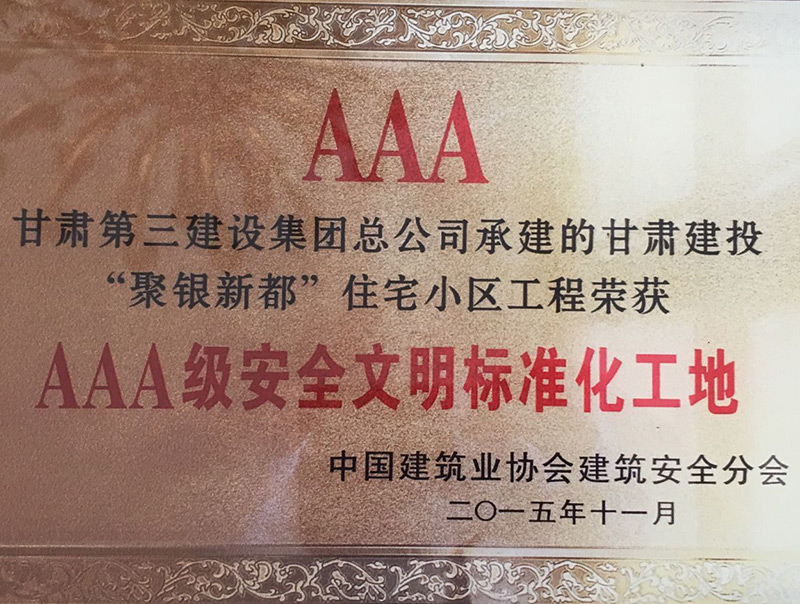 AAA
甘肃第三建设集团总公司承建的甘肃建投
“聚银新都”住宅小区工程荣获
AAA级安全文明标准化工地
中国建筑业协会建筑安全分会
二〇一五年十一月